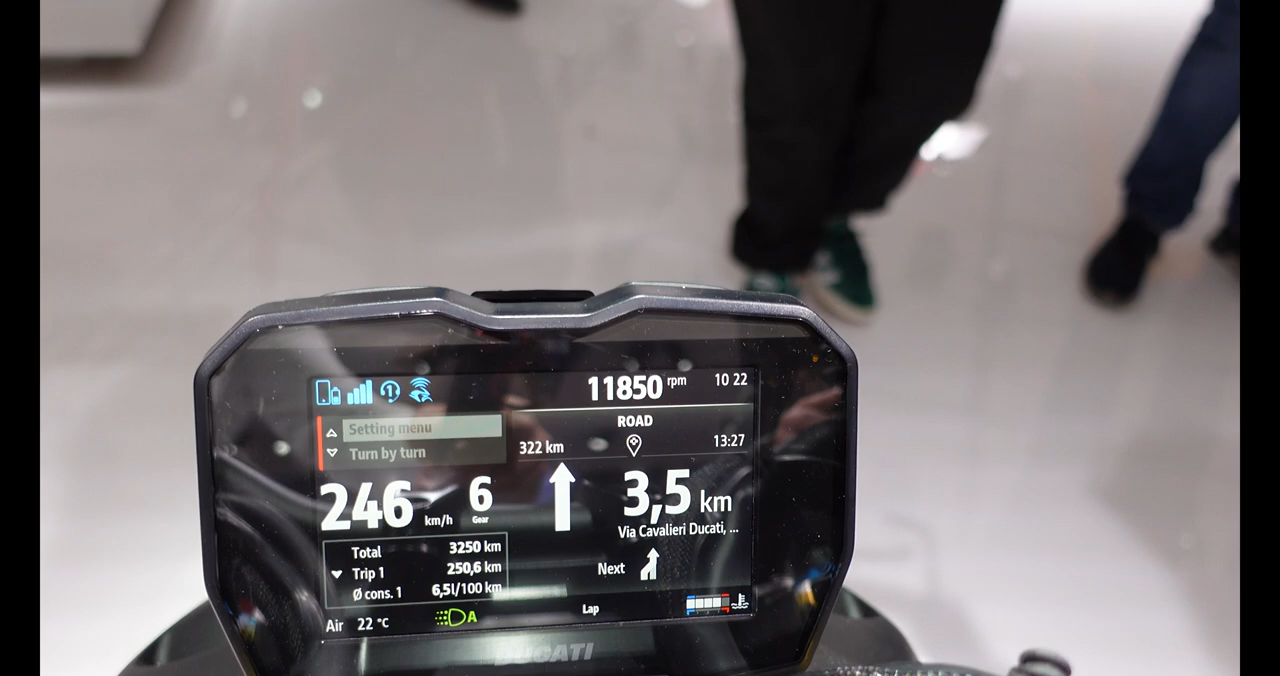 11850 rpm 10 22
Setting menu
Turn by turn
ROAD
322 km 13:27
246 km/h
6
Gear
3,5 km
Via Cavalieri Ducati, ...
Total 3250 km
Trip 1 250,6 km
Ø cons. 1 6,5l/100 km
Next
Air 22 °C
A
Lap
DUCATI